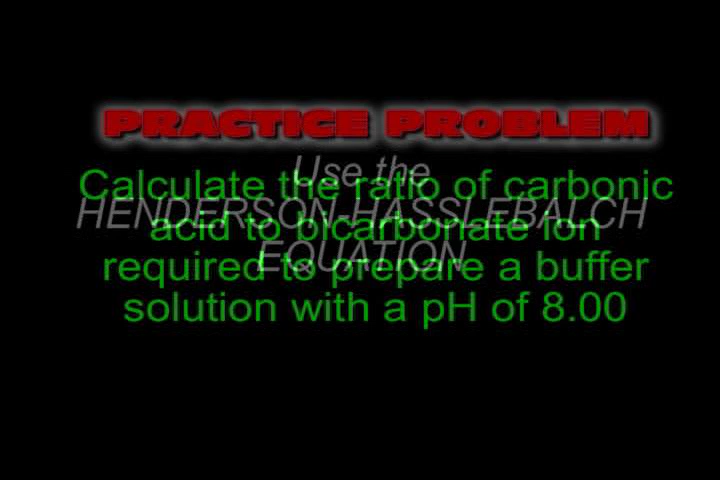 PRACTICE PROBLEM
Use the
Calculate the ratio of carbonic
HENDERSON-HASSLEBALCH
acid to bicarbonate ion
EQUATION
required to prepare a buffer
solution with a pH of 8.00